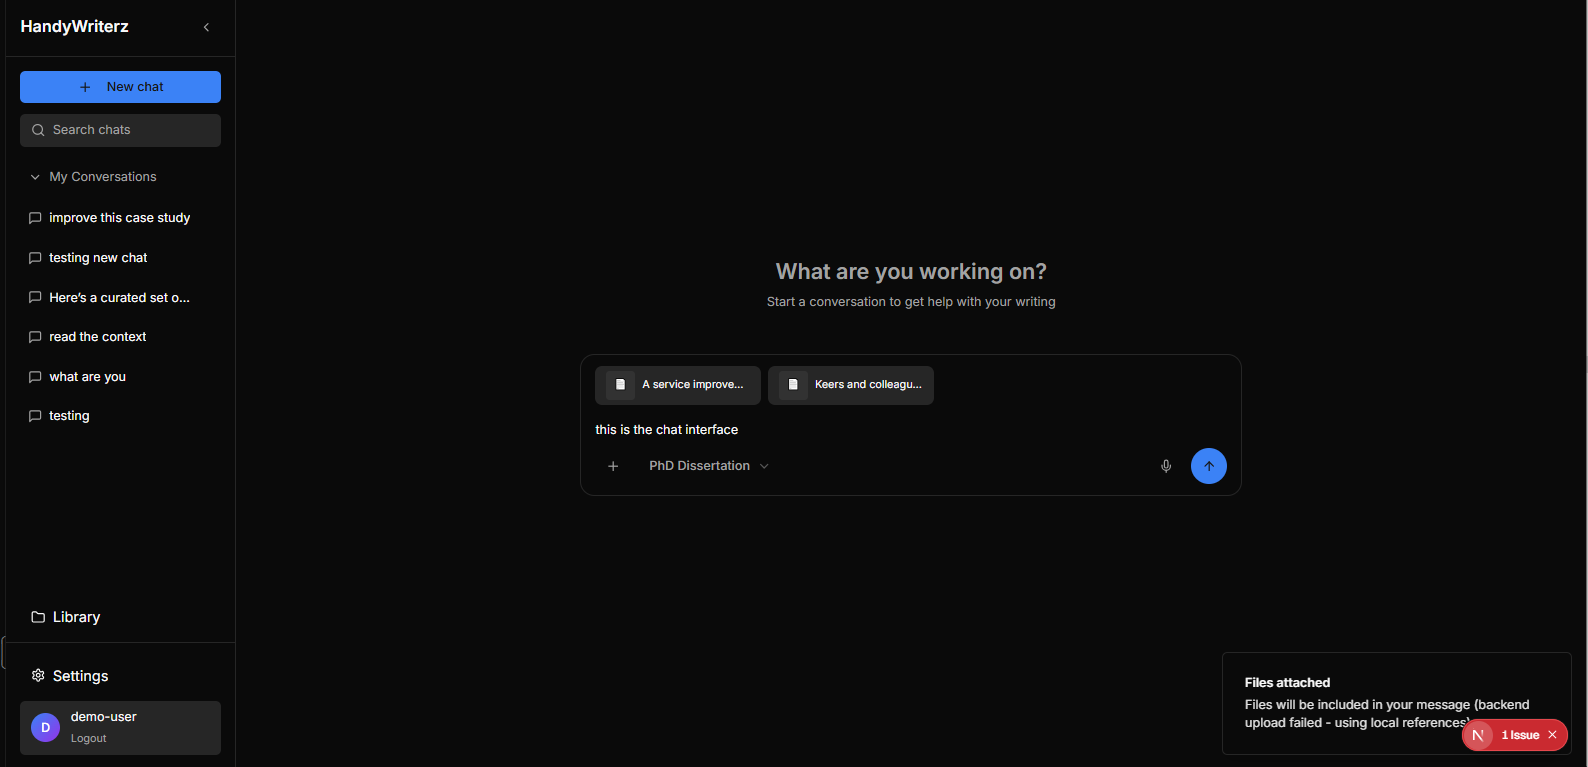 HandyWriterz
New chat
Search chats
My Conversations
improve this case study
testing new chat
Here's a curated set o...
read the context
what are you
testing
Library
Settings
D
demo-user
Logout
What are you working on?
Start a conversation to get help with your writing
A service improve...
Keers and colleagu...
this is the chat interface
PhD Dissertation
Files attached
Files will be included in your message (backend
upload failed - using local references)
N
1 Issue